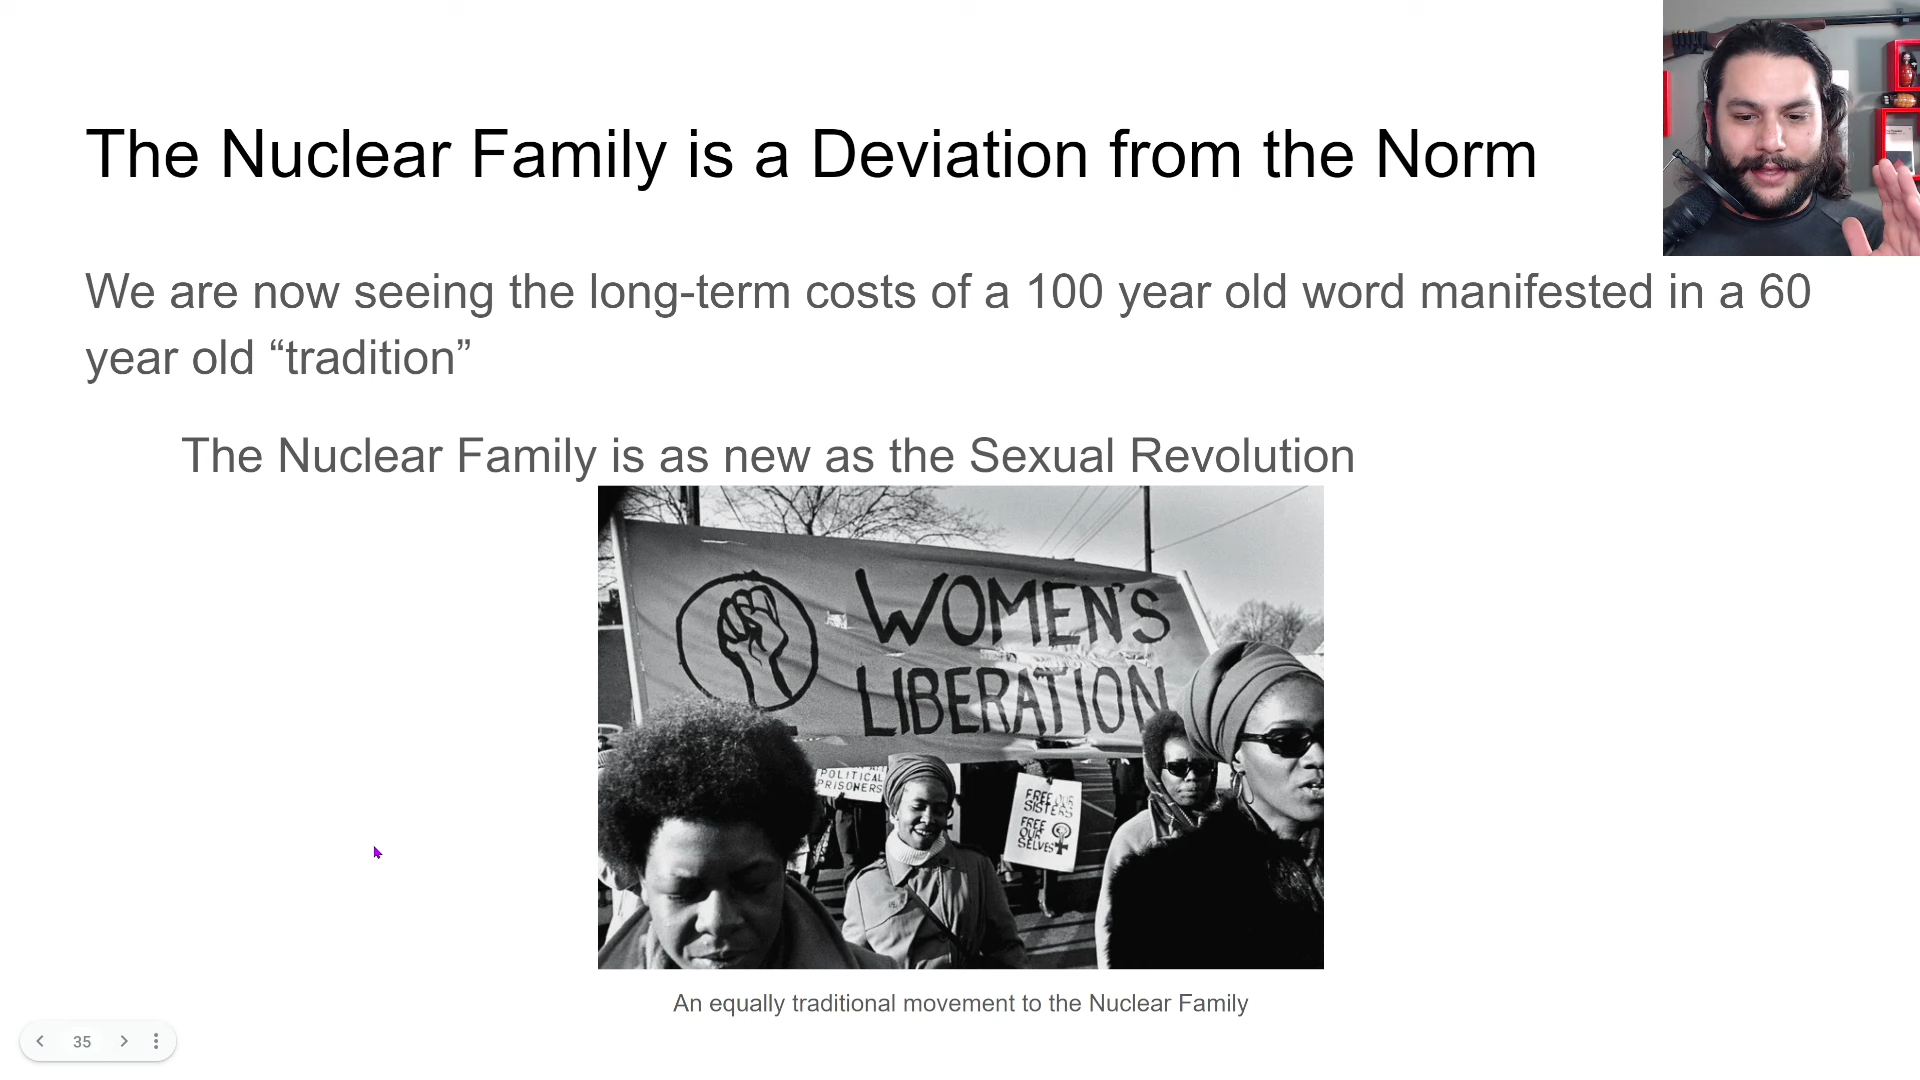 The Nuclear Family is a Deviation from the Norm
We are now seeing the long-term costs of a 100 year old word manifested in a 60
year old “tradition”
The Nuclear Family is as new as the Sexual Revolution
WOMEN'S
LIBERATION
POLITICAL
PRISONERS
FREE OUR
SISTERS
FREE
OUR
SELVES
An equally traditional movement to the Nuclear Family
35